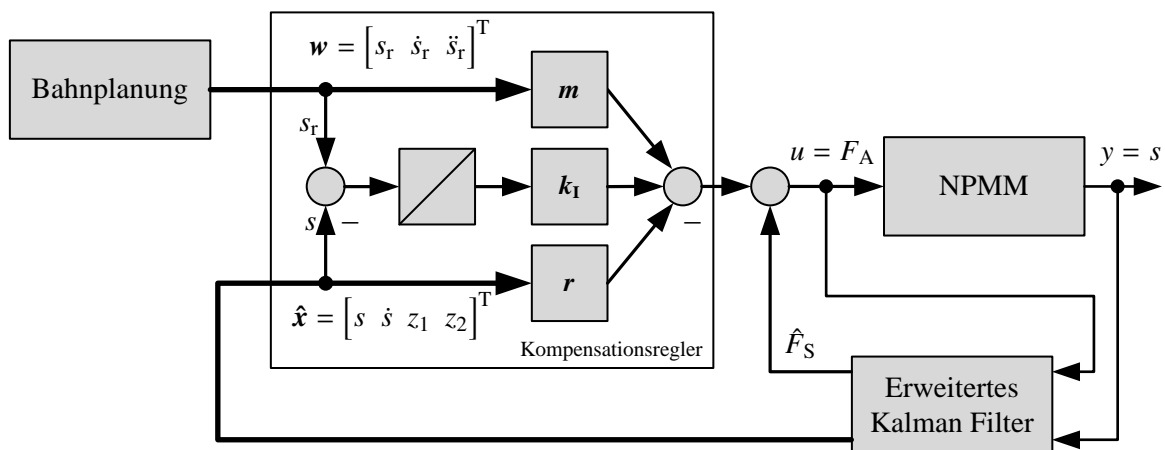 Bahnplanung
w = [s_r ṡ_r s̈_r]^T
m
s_r
k_I
s −
r
x̂ = [s ṡ z_1 z_2]^T
−
Kompensationsregler
u = F_A
NPMM
y = s
F̂_S
Erweitertes
Kalman Filter